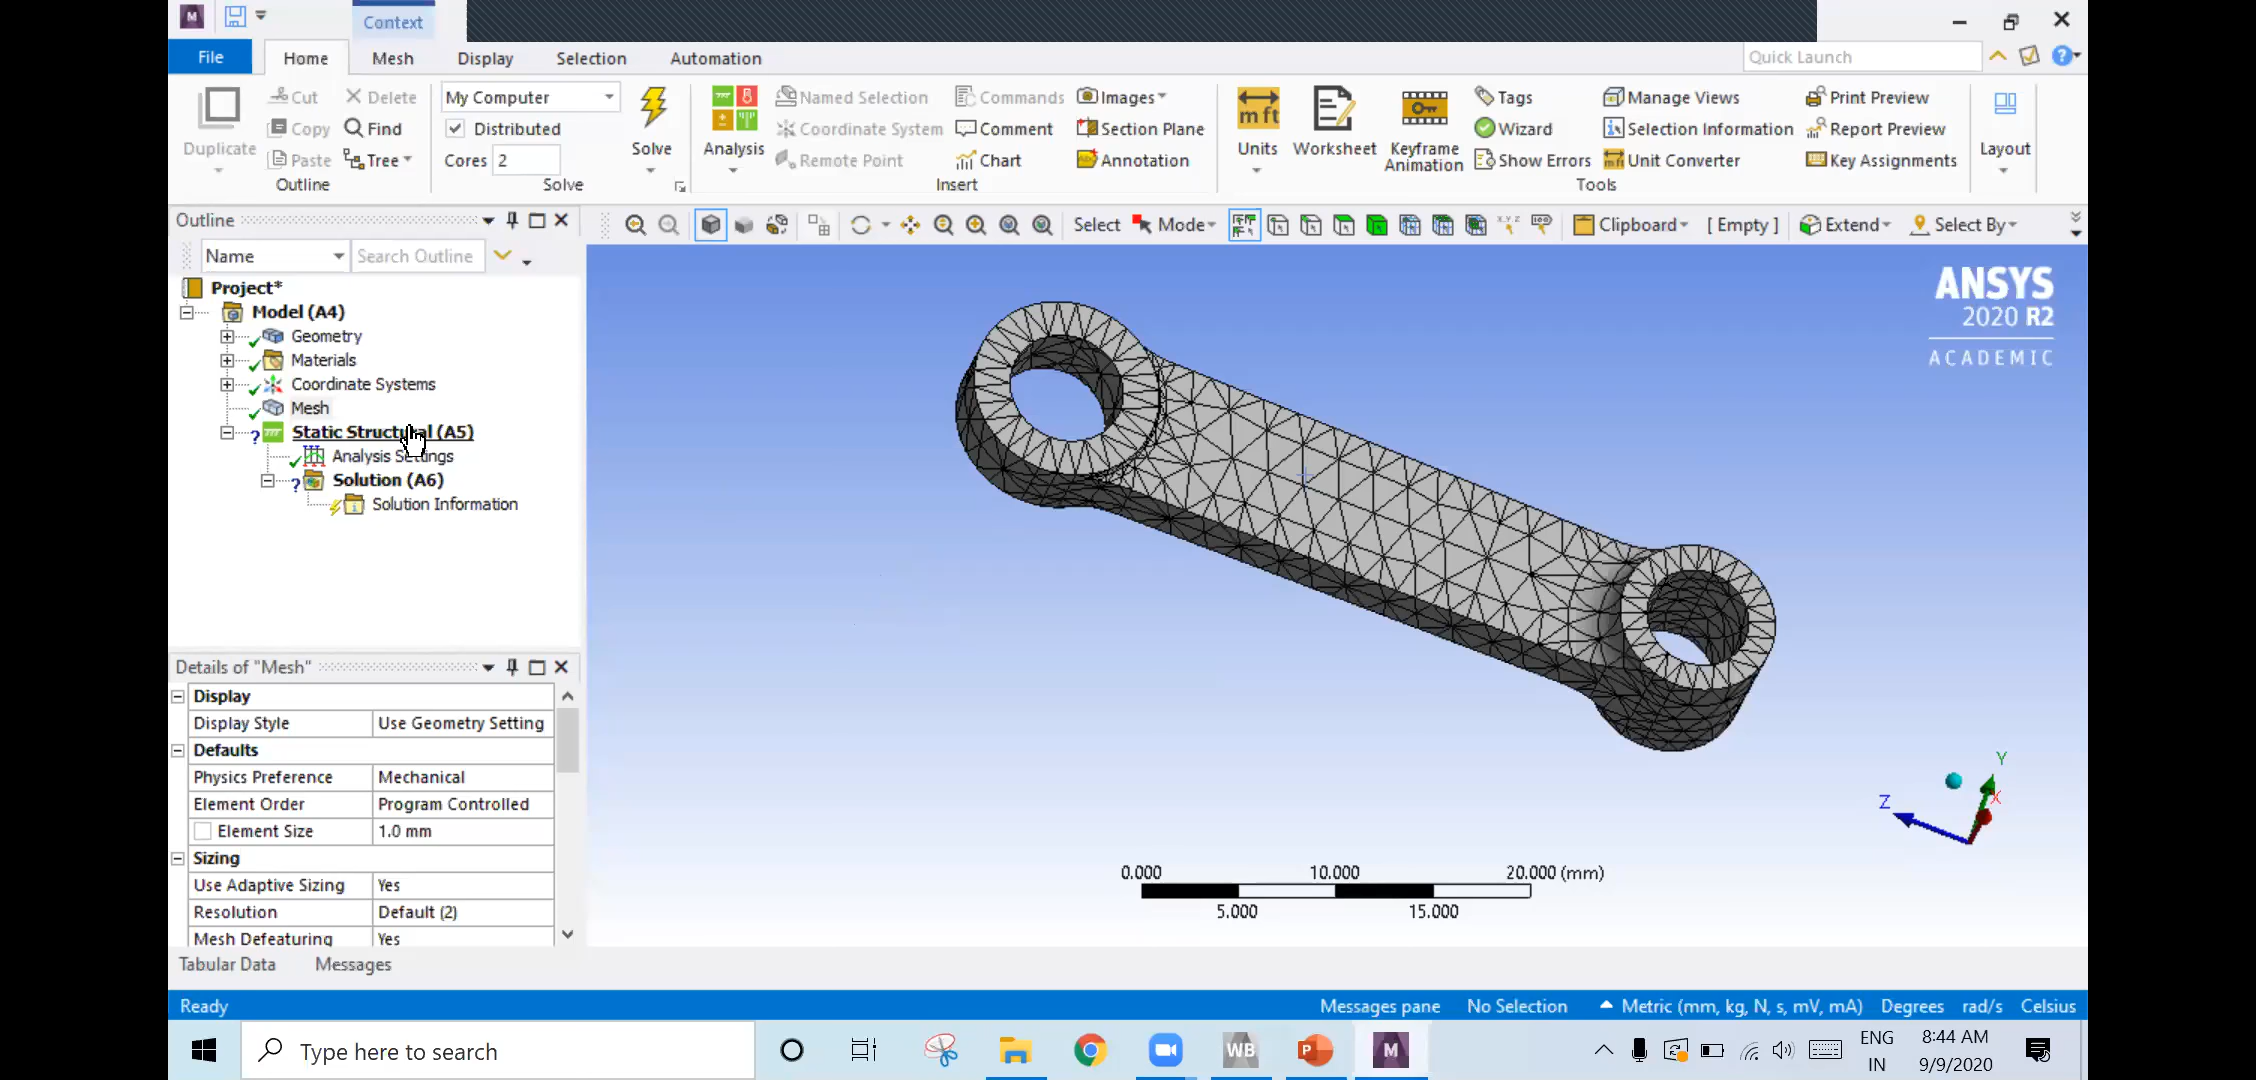 M
Context
File
Home
Mesh
Display
Selection
Automation
Quick Launch
Duplicate
Cut
Copy
Paste
Delete
Find
Tree
Outline
My Computer
Distributed
Cores 2
Solve
Solve
Analysis
Named Selection
Coordinate System
Remote Point
Commands
Comment
Chart
Images
Section Plane
Annotation
Insert
Units
Worksheet
Keyframe
Animation
Tags
Wizard
Show Errors
Manage Views
Selection Information
Unit Converter
Print Preview
Report Preview
Key Assignments
Tools
Layout
Outline
Select
Mode
Clipboard
[ Empty ]
Extend
Select By
Name
Search Outline
Project*
Model (A4)
Geometry
Materials
Coordinate Systems
Mesh
Static Structural (A5)
Analysis Settings
Solution (A6)
Solution Information
ANSYS
2020 R2
ACADEMIC
Details of "Mesh"
Display
Display Style Use Geometry Setting
Defaults
Physics Preference Mechanical
Element Order Program Controlled
Element Size 1.0 mm
Sizing
Use Adaptive Sizing Yes
Resolution Default (2)
Mesh Defeaturing Yes
Y
X
Z
0.000 10.000 20.000 (mm)
5.000 15.000
Tabular Data
Messages
Ready
Messages pane
No Selection
Metric (mm, kg, N, s, mV, mA)
Degrees
rad/s
Celsius
Type here to search
WB
P
M
ENG
IN
8:44 AM
9/9/2020